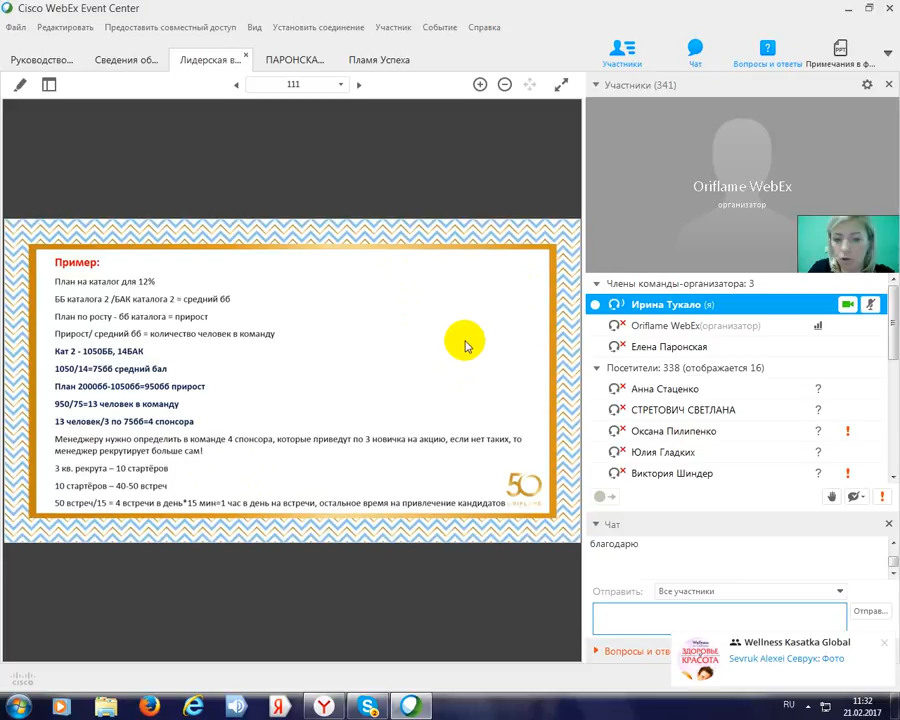 Cisco WebEx Event Center
Файл Редактировать Предоставить совместный доступ Вид Установить соединение Участник Событие Справка
Руководство... Сведения об... Лидерская в... ПАРОНСКА... Пламя Успеха
Участники Чат Вопросы и ответы Примечания в ф...
111
Участники (341)
Oriflame WebEx
организатор
Пример:
План на каталог для 12%
ББ каталога 2 /БАК каталога 2 = средний бб
План по росту - бб каталога = прирост
Прирост/ средний бб = количество человек в команду
Кат 2 - 1050ББ, 14БАК
1050/14=75бб средний бал
План 2000бб-1050бб=950бб прирост
950/75=13 человек в команду
13 человек/3 по 75бб=4 спонсора
Менеджеру нужно определить в команде 4 спонсора, которые приведут по 3 новичка на акцию, если нет таких, то
менеджер рекрутирует больше сам!
3 кв. рекрута – 10 стартёров
10 стартёров – 40-50 встреч
50 встреч/15 = 4 встречи в день*15 мин=1 час в день на встречи, остальное время на привлечение кандидатов
50
Члены команды-организатора: 3
Ирина Тукало (я)
Oriflame WebEx(организатор)
Елена Паронская
Посетители: 338 (отображается 16)
Анна Стаценко ?
СТРЕТОВИЧ СВЕТЛАНА ?
Оксана Пилипенко ? !
Юлия Гладких ?
Виктория Шиндер ? !
Чат
благодарю
Отправить: Все участники
Отправ...
Вопросы и отв
Wellness Kasatka Global
Sevruk Alexei Севрук: Фото
Wellness
ЗДОРОВЬЕ
КРАСОТА
CISCO
RU
11:32
21.02.2017